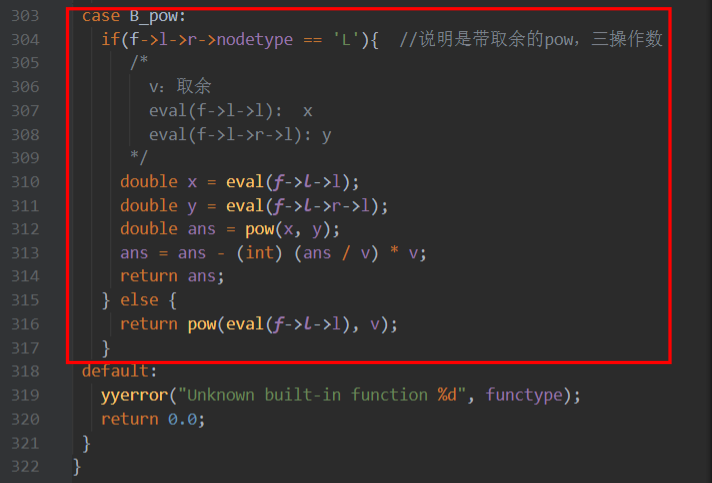 303 case B_pow:
304 if(f->l->r->nodetype == 'L'){ //说明是带取余的pow，三操作数
305 /*
306 v：取余
307 eval(f->l->l): x
308 eval(f->l->r->l): y
309 */
310 double x = eval(f->l->l);
311 double y = eval(f->l->r->l);
312 double ans = pow(x, y);
313 ans = ans - (int) (ans / v) * v;
314 return ans;
315 } else {
316 return pow(eval(f->l->l), v);
317 }
318 default:
319 yyerror("Unknown built-in function %d", functype);
320 return 0.0;
321 }
322 }